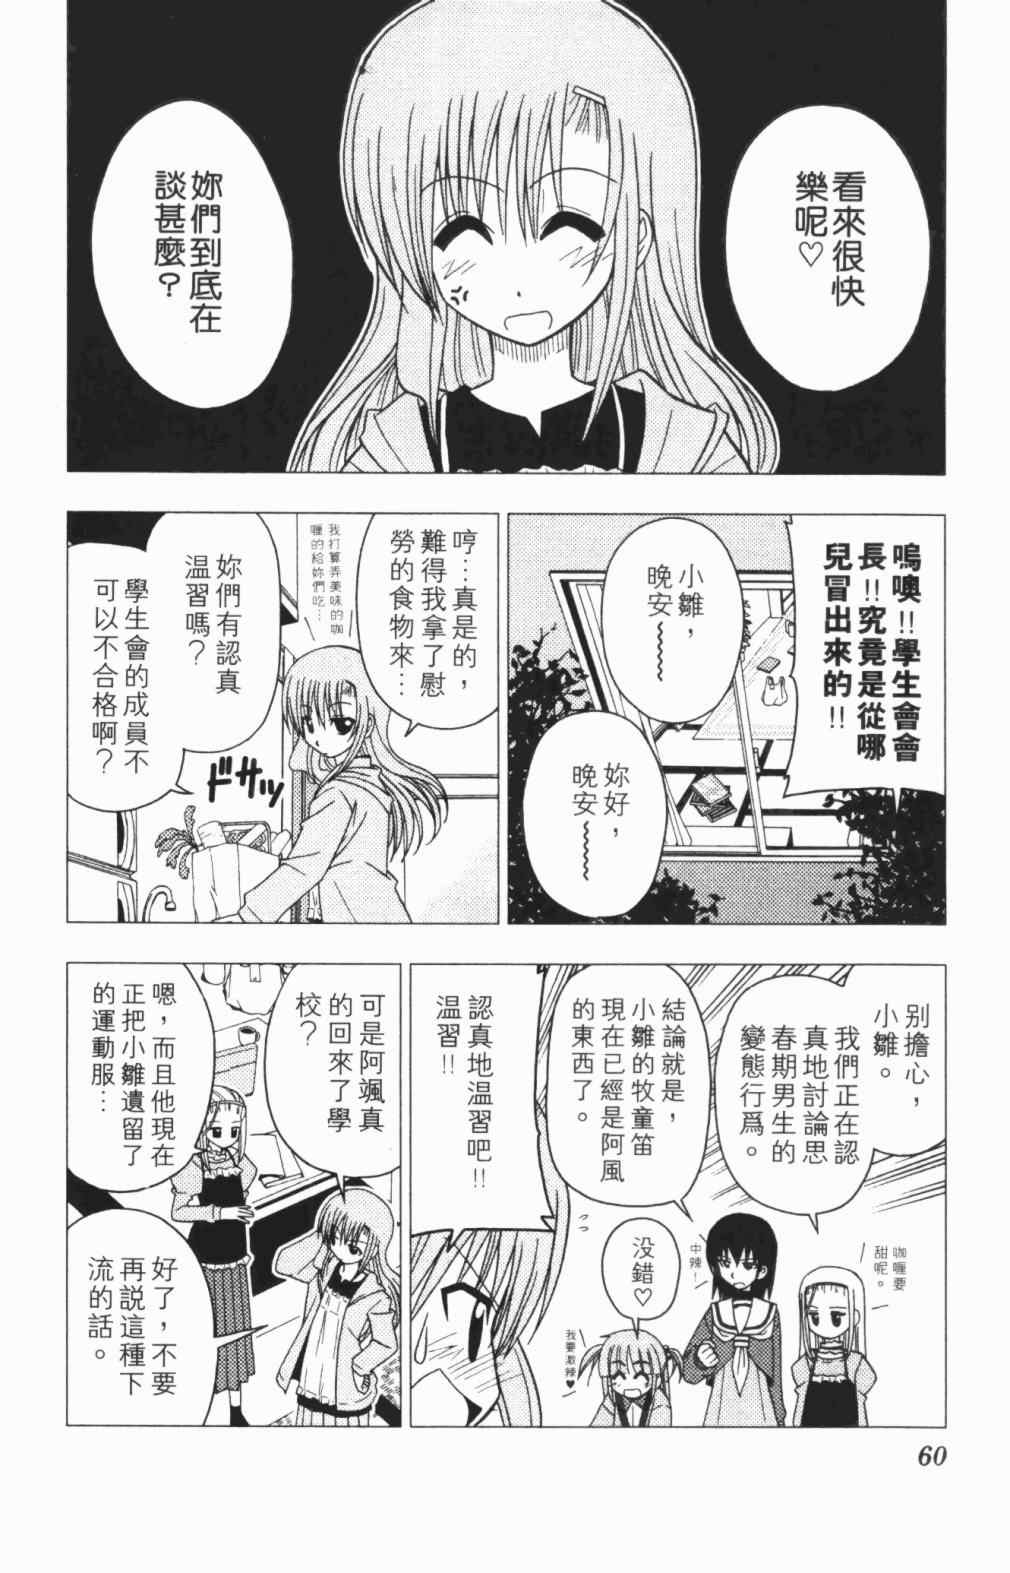 看來很快
樂呢♡
妳們到底在
談甚麼？
嗚噢!!學生會會
長!!究竟是從哪
兒冒出來的!!
小雛，
晚安～～～
妳好，
晚安～～～
哼…真是的，
難得我拿了慰
勞的食物來…
我打算弄美味的咖
喱的給妳們吃…
妳們有認真
溫習嗎？
學生會的成員不
可以不合格啊？
ドサッ
別擔心，
小雛。
我們正在認
真地討論思
春期男生的
變態行爲。
結論就是，
小雛的牧童笛
現在已經是阿風
的東西了。
認真地溫習吧!!
溫習!!
咖喱要
甜呢。
中辣！
没錯♡
我要激辣♥
可是阿颯真
的回來了學
校？
嗯，而且他現在
正把小雛遺留了
的運動服…
好了，不要
再說這種下
流的話。
60